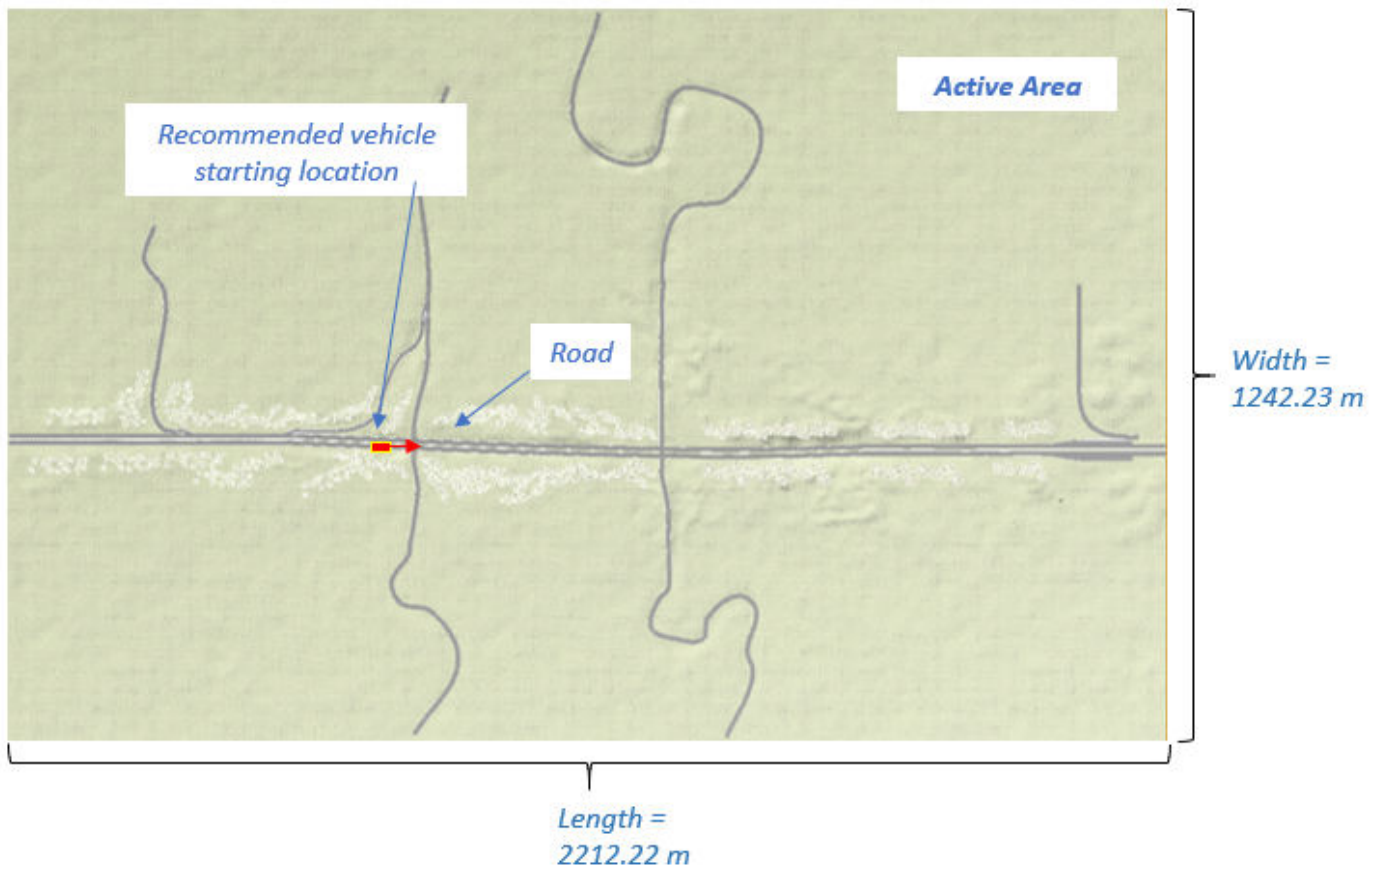 Active Area
Recommended vehicle
starting location
Road
Width =
1242.23 m
Length =
2212.22 m